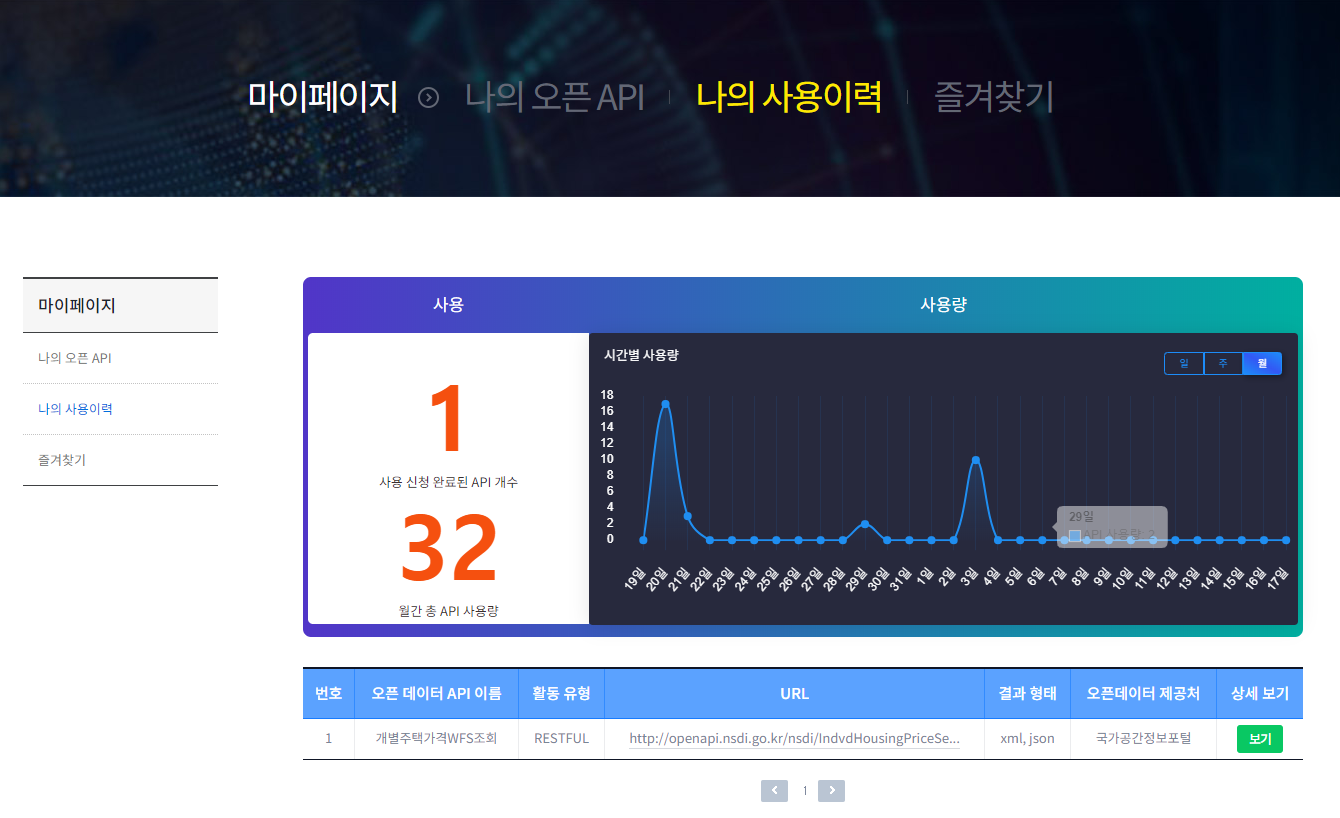 마이페이지 나의 오픈 API 나의 사용이력 즐겨찾기
마이페이지
나의 오픈 API
나의 사용이력
즐겨찾기
사용 사용량
1
사용 신청 완료된 API 개수
32
월간 총 API 사용량
시간별 사용량
일 주 월
18
16
14
12
10
8
6
4
2
0
29일
API 사용량: 2
19일 20일 21일 22일 23일 24일 25일 26일 27일 28일 29일 30일 31일 1일 2일 3일 4일 5일 6일 7일 8일 9일 10일 11일 12일 13일 14일 15일 16일 17일
번호 오픈 데이터 API 이름 활동 유형 URL 결과 형태 오픈데이터 제공처 상세 보기
1 개별주택가격WFS조회 RESTFUL http://openapi.nsdi.go.kr/nsdi/IndvdHousingPriceSe... xml, json 국가공간정보포털 보기
1